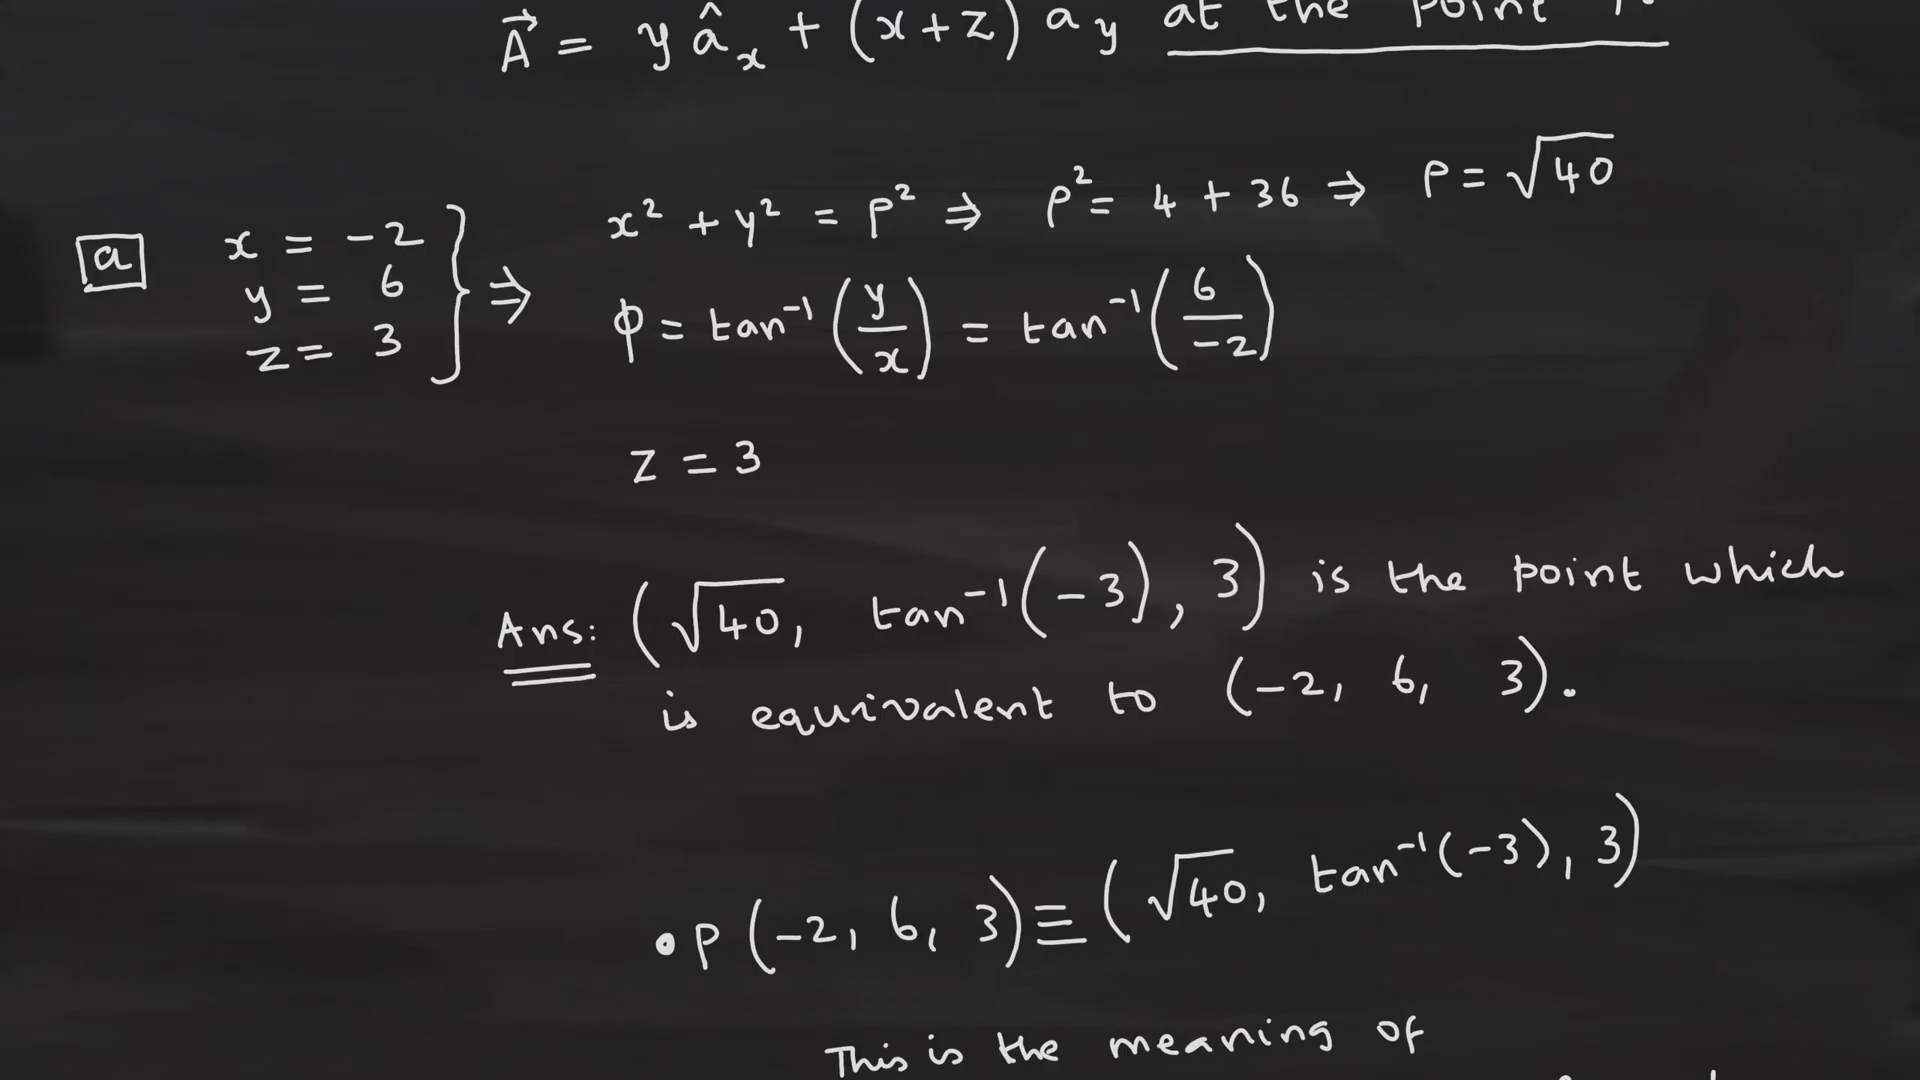 A⃗ = y âₓ + (x+z) a_y at the point
x² + y² = ρ² ⇒ ρ² = 4 + 36 ⇒ ρ = √40
a x = -2
y = 6
z = 3 } ⇒
ϕ = tan⁻¹(y/x) = tan⁻¹(6/-2)
z = 3
Ans: (√40, tan⁻¹(-3), 3) is the point which
is equivalent to (-2, 6, 3).
• P (-2, 6, 3) ≡ (√40, tan⁻¹(-3), 3)
This is the meaning of